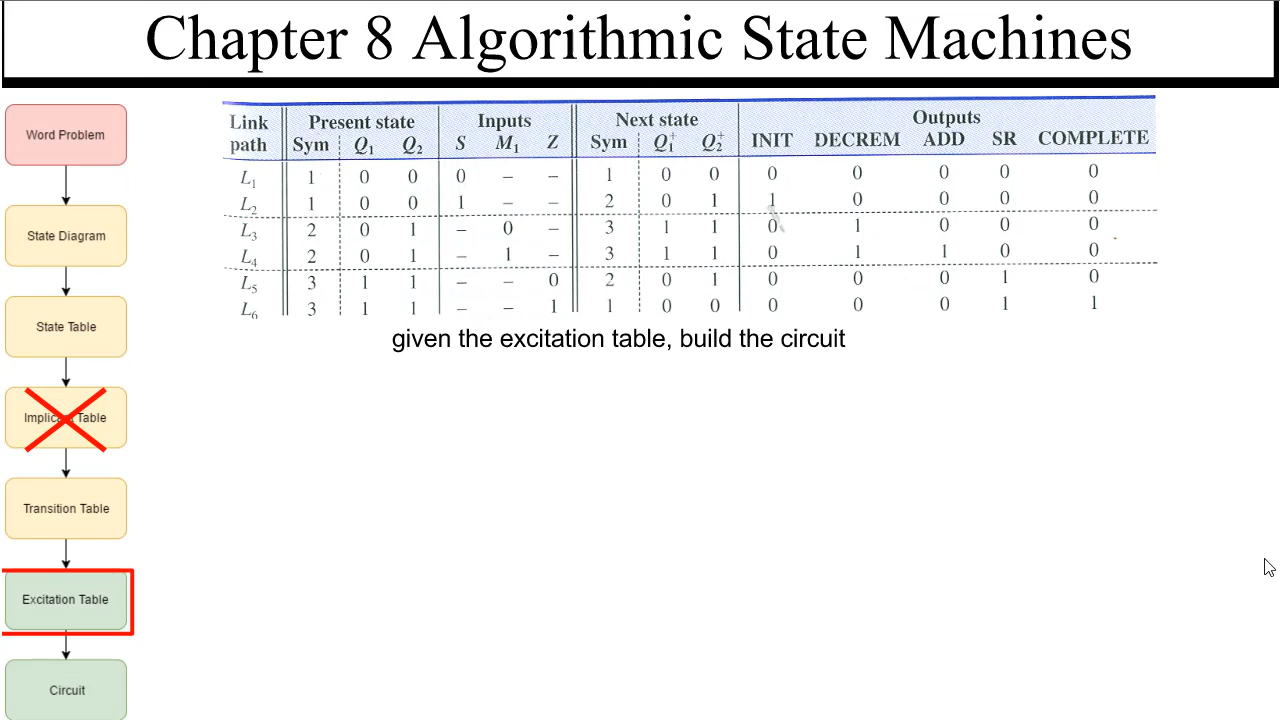 Chapter 8 Algorithmic State Machines
Word Problem
State Diagram
State Table
Implicant Table
Transition Table
Excitation Table
Circuit
Link Present state Inputs Next state Outputs
path Sym Q1 Q2 S M1 Z Sym Q1+ Q2+ INIT DECREM ADD SR COMPLETE
L1 1 0 0 0 – – 1 0 0 0 0 0 0 0
L2 1 0 0 1 – – 2 0 1 1 0 0 0 0
L3 2 0 1 – 0 – 3 1 1 0 1 0 0 0
L4 2 0 1 – 1 – 3 1 1 0 1 1 0 0
L5 3 1 1 – – 0 2 0 1 0 0 0 1 0
L6 3 1 1 – – 1 1 0 0 0 0 0 1 1
given the excitation table, build the circuit